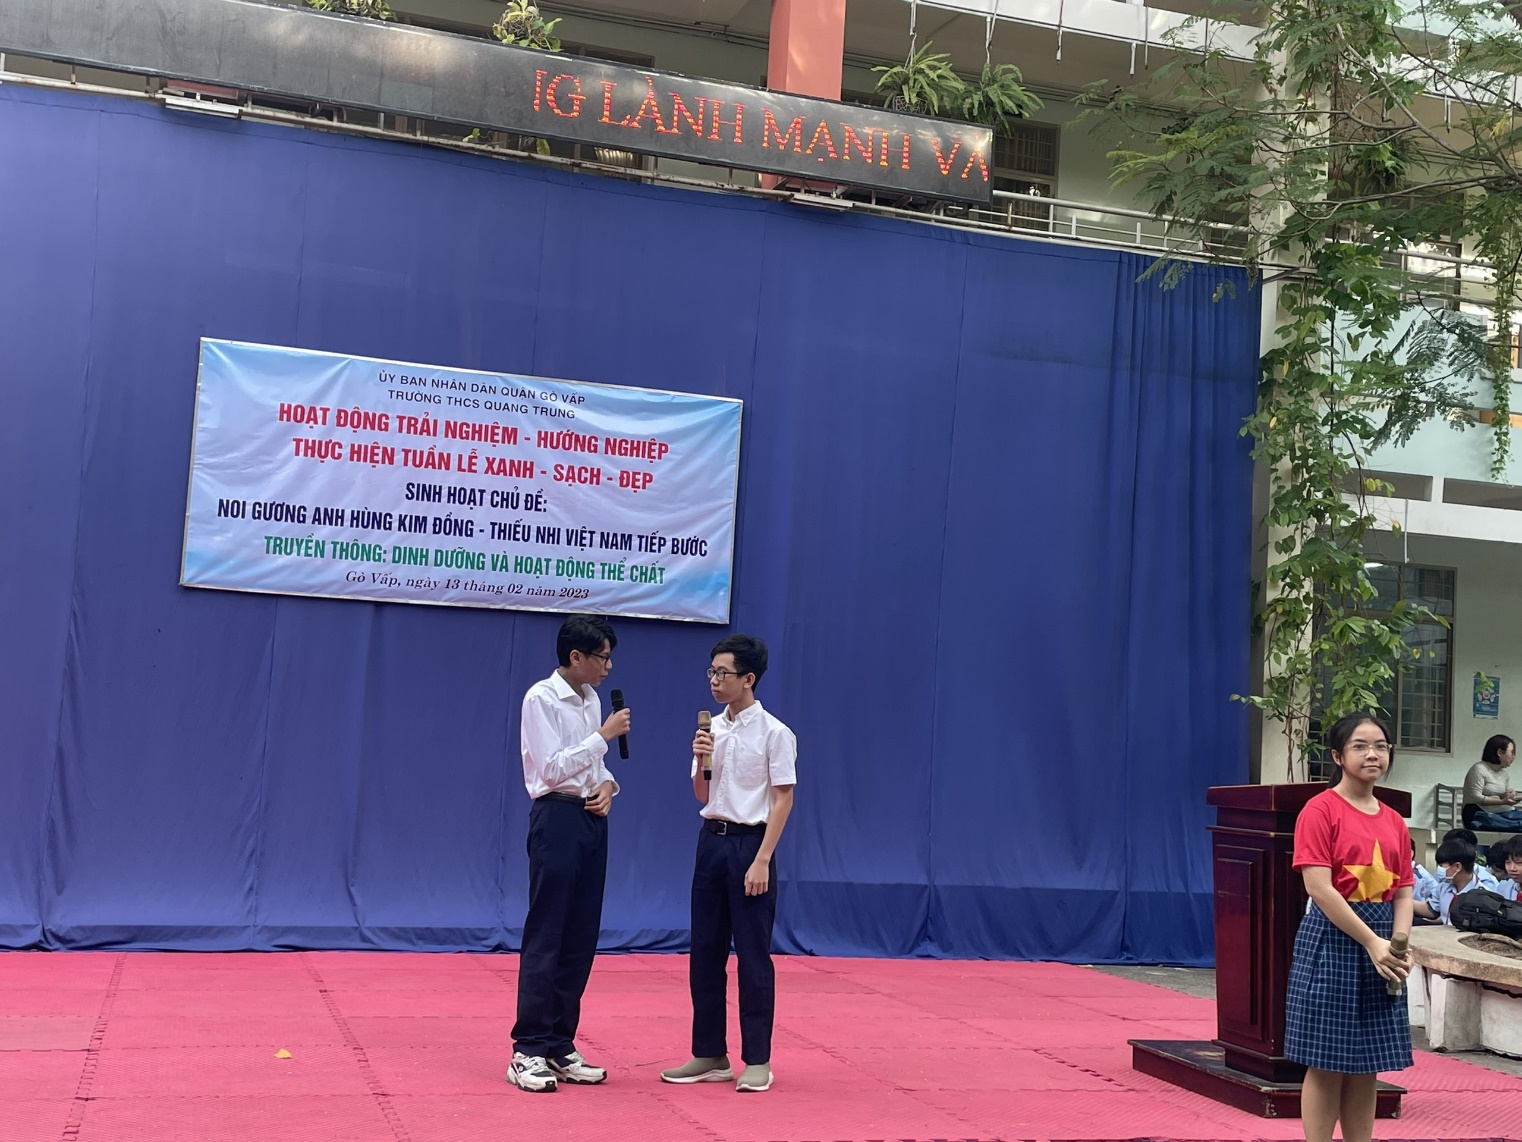 NG LÀNH MẠNH VÀ
ỦY BAN NHÂN DÂN QUẬN GÒ VẤP
TRƯỜNG THCS QUANG TRUNG
HOẠT ĐỘNG TRẢI NGHIỆM - HƯỚNG NGHIỆP
THỰC HIỆN TUẦN LỄ XANH - SẠCH - ĐẸP
SINH HOẠT CHỦ ĐỀ:
NOI GƯƠNG ANH HÙNG KIM ĐỒNG - THIẾU NHI VIỆT NAM TIẾP BƯỚC
TRUYỀN THÔNG: DINH DƯỠNG VÀ HOẠT ĐỘNG THỂ CHẤT
Gò Vấp, ngày 13 tháng 02 năm 2023